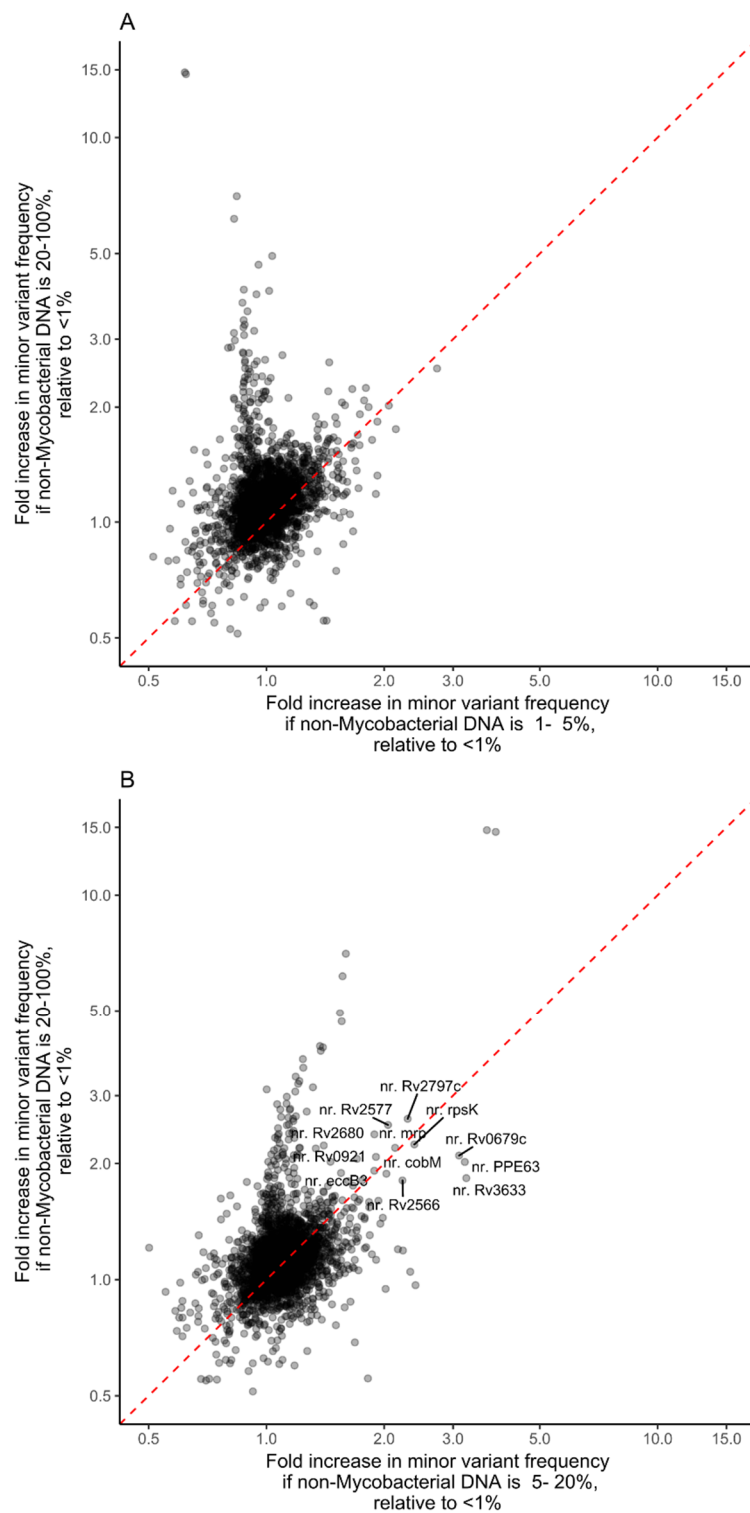 A
15.0
10.0
5.0
3.0
2.0
1.0
0.5
Fold increase in minor variant frequency
if non-Mycobacterial DNA is 20-100%,
relative to <1%
0.5 1.0 2.0 3.0 5.0 10.0 15.0
Fold increase in minor variant frequency
if non-Mycobacterial DNA is 1- 5%,
relative to <1%
B
15.0
10.0
5.0
3.0
2.0
1.0
0.5
Fold increase in minor variant frequency
if non-Mycobacterial DNA is 20-100%,
relative to <1%
nr. Rv2797c
nr. Rv2577
nr. rpsK
nr. Rv2680
nr. mrp
nr. Rv0679c
nr. Rv0921
nr. cobM
nr. PPE63
nr. eccB3
nr. Rv3633
nr. Rv2566
0.5 1.0 2.0 3.0 5.0 10.0 15.0
Fold increase in minor variant frequency
if non-Mycobacterial DNA is 5- 20%,
relative to <1%